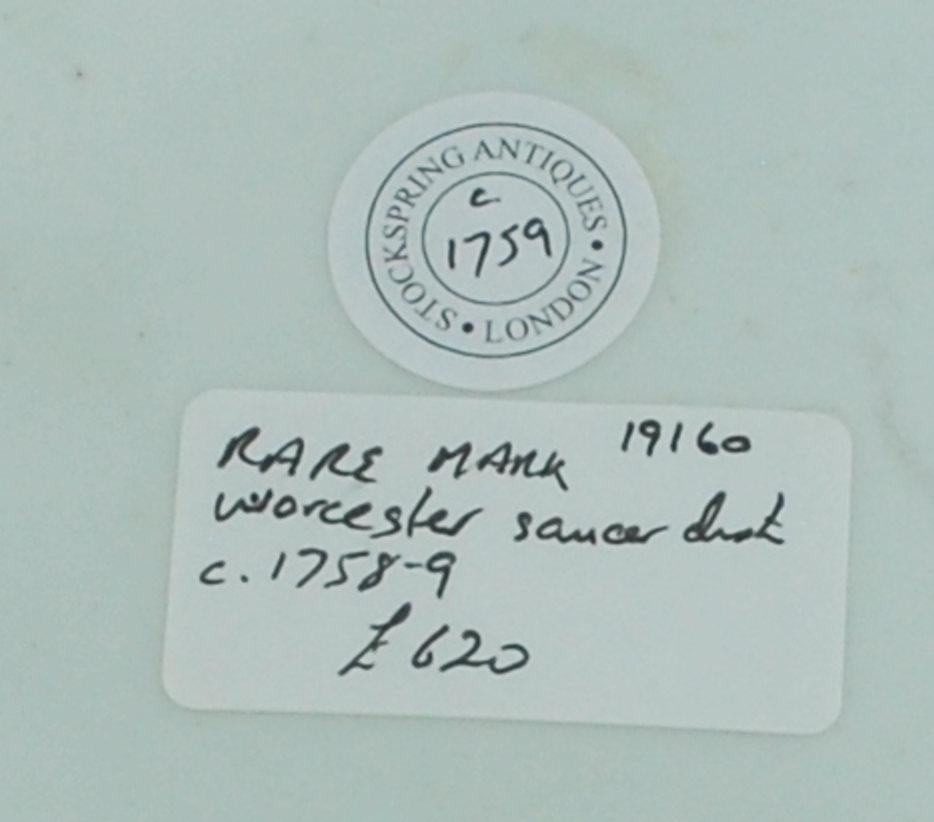 STOCKSPRING ANTIQUES • LONDON •
c
1759
RARE MARK 19160
Worcester saucer dish
c. 1758-9
£620